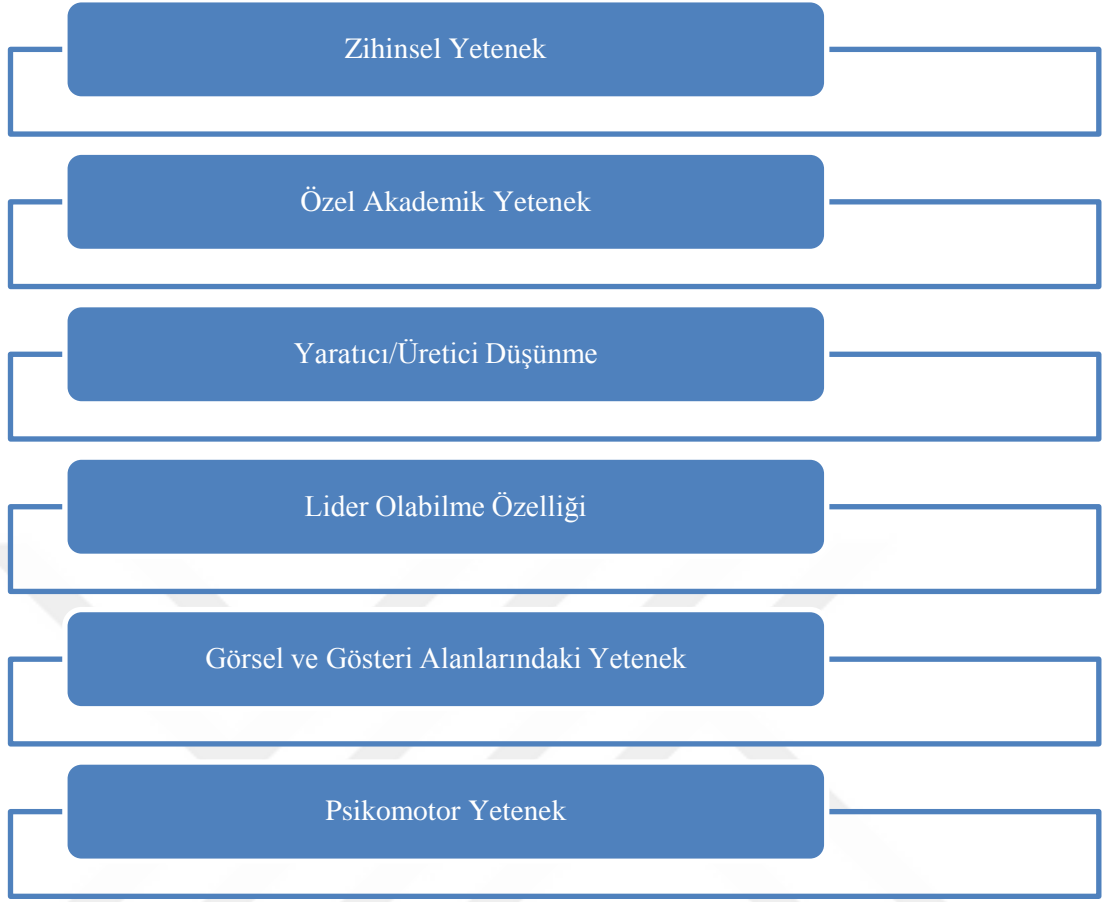 Zihinsel Yetenek
Özel Akademik Yetenek
Yaratıcı/Üretici Düşünme
Lider Olabilme Özelliği
Görsel ve Gösteri Alanlarındaki Yetenek
Psikomotor Yetenek